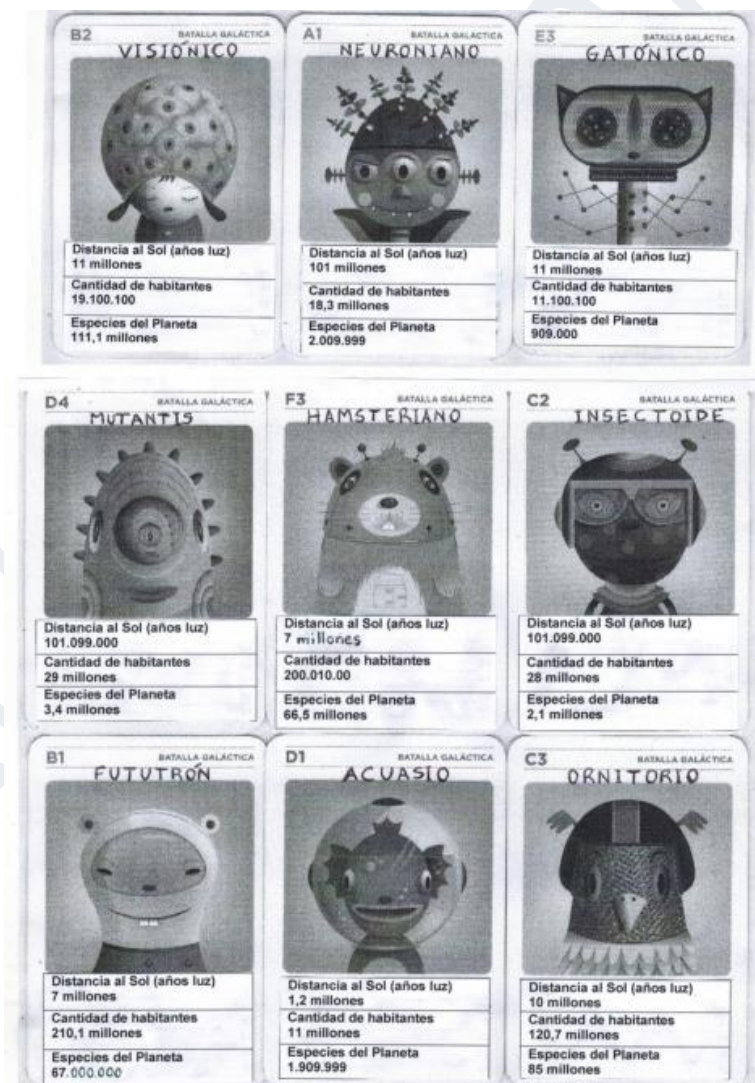 B2 BATALLA GALÁCTICA
VISIÓNICO
Distancia al Sol (años luz)
11 millones
Cantidad de habitantes
19.100.100
Especies del Planeta
111,1 millones
A1 BATALLA GALÁCTICA
NEURONIANO
Distancia al Sol (años luz)
101 millones
Cantidad de habitantes
18,3 millones
Especies del Planeta
2.009.999
E3 BATALLA GALÁCTICA
GATÓNICO
Distancia al Sol (años luz)
11 millones
Cantidad de habitantes
11.100.100
Especies del Planeta
909.000
D4 BATALLA GALÁCTICA
MUTANTIS
Distancia al Sol (años luz)
101.099.000
Cantidad de habitantes
29 millones
Especies del Planeta
3,4 millones
F3 BATALLA GALÁCTICA
HAMSTERIANO
Distancia al Sol (años luz)
7 millones
Cantidad de habitantes
200.010.00
Especies del Planeta
66,5 millones
C2 BATALLA GALÁCTICA
INSECTOIDE
Distancia al Sol (años luz)
101.099.000
Cantidad de habitantes
28 millones
Especies del Planeta
2,1 millones
B1 BATALLA GALÁCTICA
FUTUTRÓN
Distancia al Sol (años luz)
7 millones
Cantidad de habitantes
210,1 millones
Especies del Planeta
67.000.000
D1 BATALLA GALÁCTICA
ACUASIO
Distancia al Sol (años luz)
1,2 millones
Cantidad de habitantes
11 millones
Especies del Planeta
1.909.999
C3 BATALLA GALÁCTICA
ORNITORIO
Distancia al Sol (años luz)
10 millones
Cantidad de habitantes
120,7 millones
Especies del Planeta
85 millones